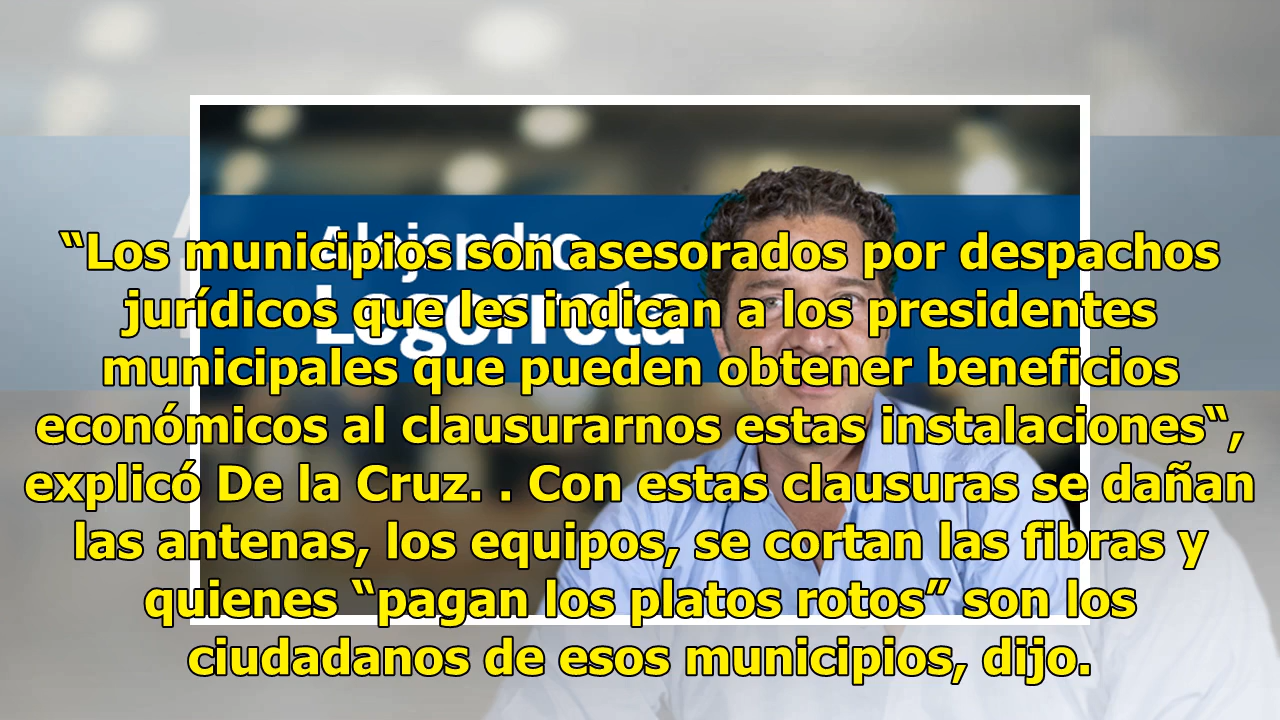 Alejandro
Legorreta
“Los municipios son asesorados por despachos
jurídicos que les indican a los presidentes
municipales que pueden obtener beneficios
económicos al clausurarnos estas instalaciones“,
explicó De la Cruz. . Con estas clausuras se dañan
las antenas, los equipos, se cortan las fibras y
quienes “pagan los platos rotos” son los
ciudadanos de esos municipios, dijo.